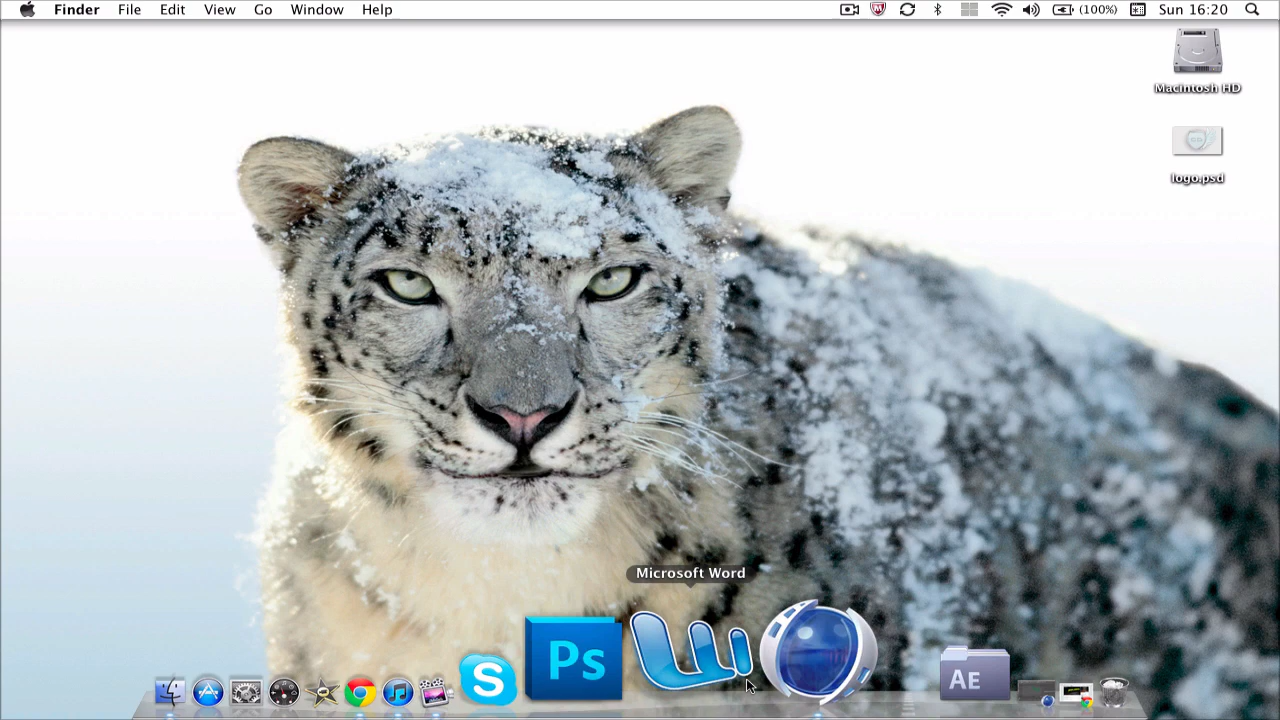 Finder File Edit View Go Window Help (100%) Sun 16:20
Macintosh HD
logo.psd
Microsoft Word
S
Ps
AE